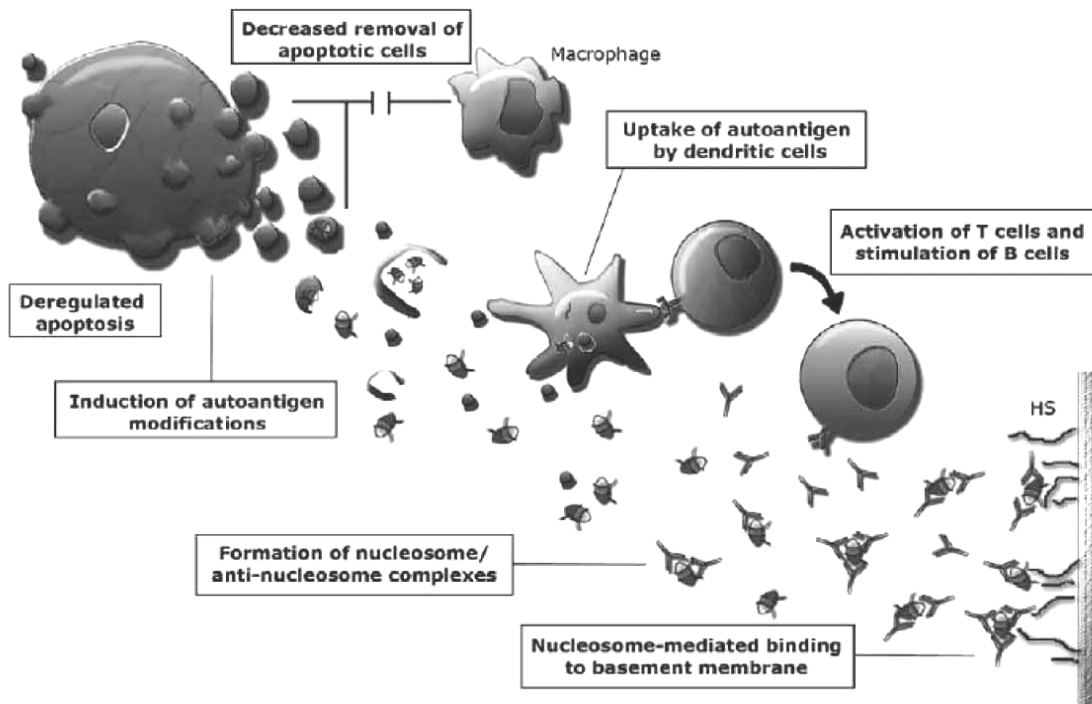 Decreased removal of
apoptotic cells
Macrophage
Uptake of autoantigen
by dendritic cells
Activation of T cells and
stimulation of B cells
Deregulated
apoptosis
Induction of autoantigen
modifications
HS
Formation of nucleosome/
anti-nucleosome complexes
Nucleosome-mediated binding
to basement membrane